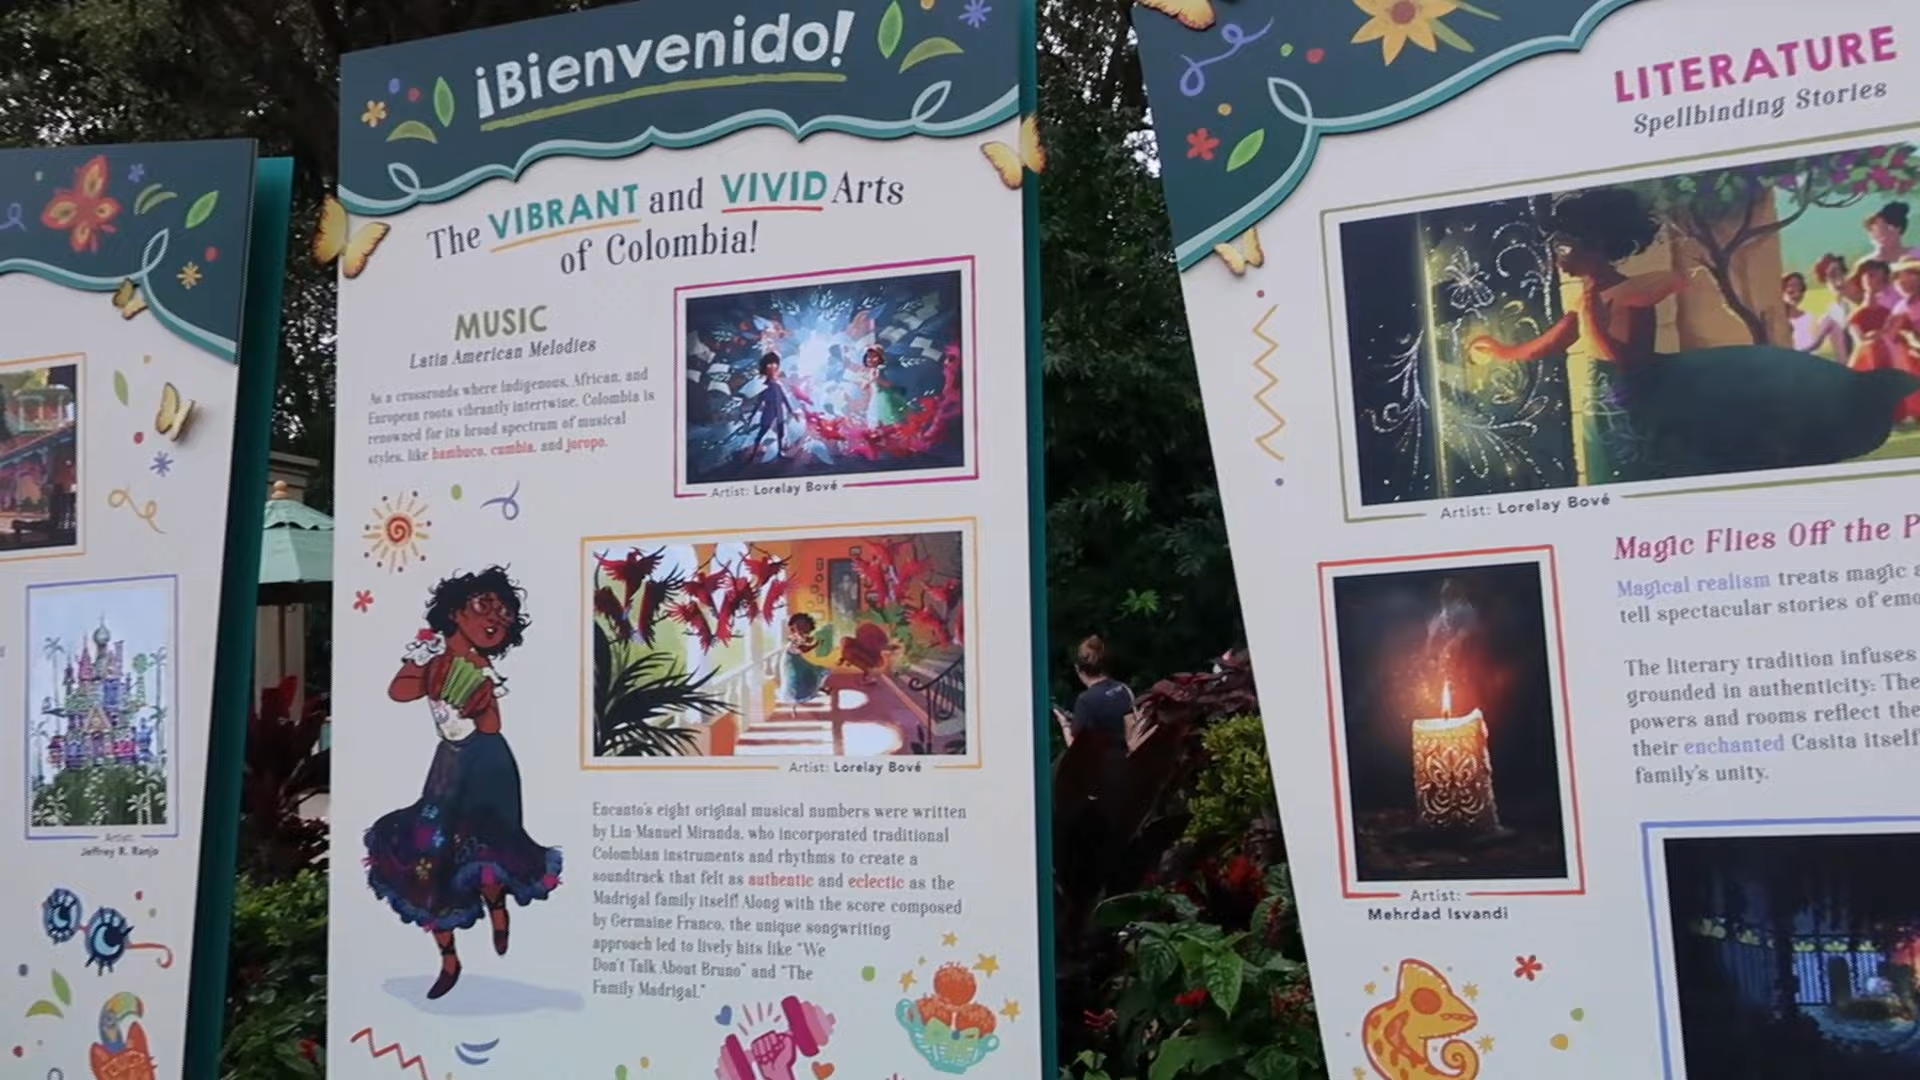 Artist:
Jeffrey R. Ranjo
¡Bienvenido!
The VIBRANT and VIVID Arts
of Colombia!
MUSIC
Latin American Melodies
As a crossroads where indigenous, African, and
European roots vibrantly intertwine, Colombia is
renowned for its broad spectrum of musical
styles, like bambuco, cumbia, and joropo.
Artist: Lorelay Bové
Artist: Lorelay Bové
Encanto's eight original musical numbers were written
by Lin-Manuel Miranda, who incorporated traditional
Colombian instruments and rhythms to create a
soundtrack that felt as authentic and eclectic as the
Madrigal family itself! Along with the score composed
by Germaine Franco, the unique songwriting
approach led to lively hits like "We
Don't Talk About Bruno" and "The
Family Madrigal."
LITERATURE
Spellbinding Stories
Artist: Lorelay Bové
Magic Flies Off the P
Magical realism treats magic a
tell spectacular stories of emo
The literary tradition infuses
grounded in authenticity: The
powers and rooms reflect the
their enchanted Casita itself
family's unity.
Artist:
Mehrdad Isvandi